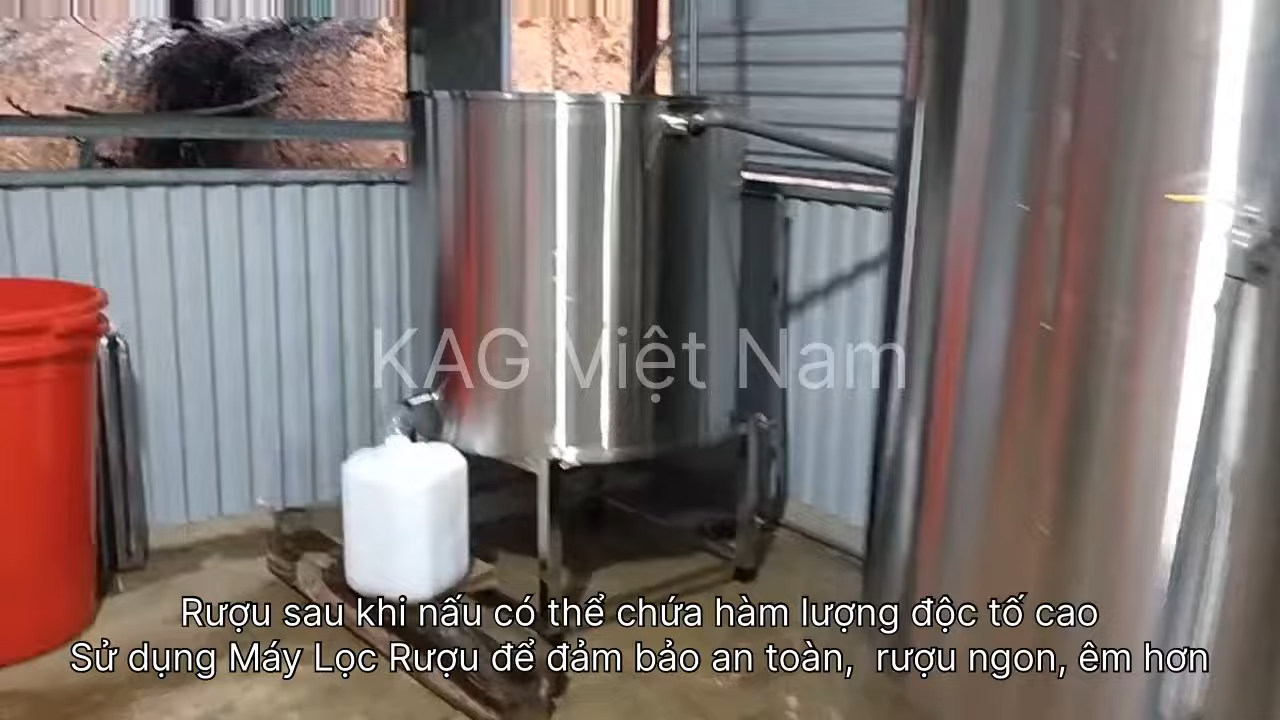 KAG Việt Nam
Rượu sau khi nấu có thể chứa hàm lượng độc tố cao
Sử dụng Máy Lọc Rượu để đảm bảo an toàn, rượu ngon, êm hơn